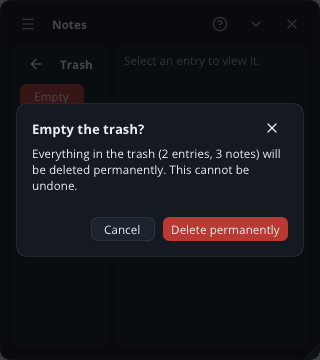 Notes
Trash
Select an entry to view it.
Empty
Empty the trash?
Everything in the trash (2 entries, 3 notes) will
be deleted permanently. This cannot be
undone.
Cancel
Delete permanently